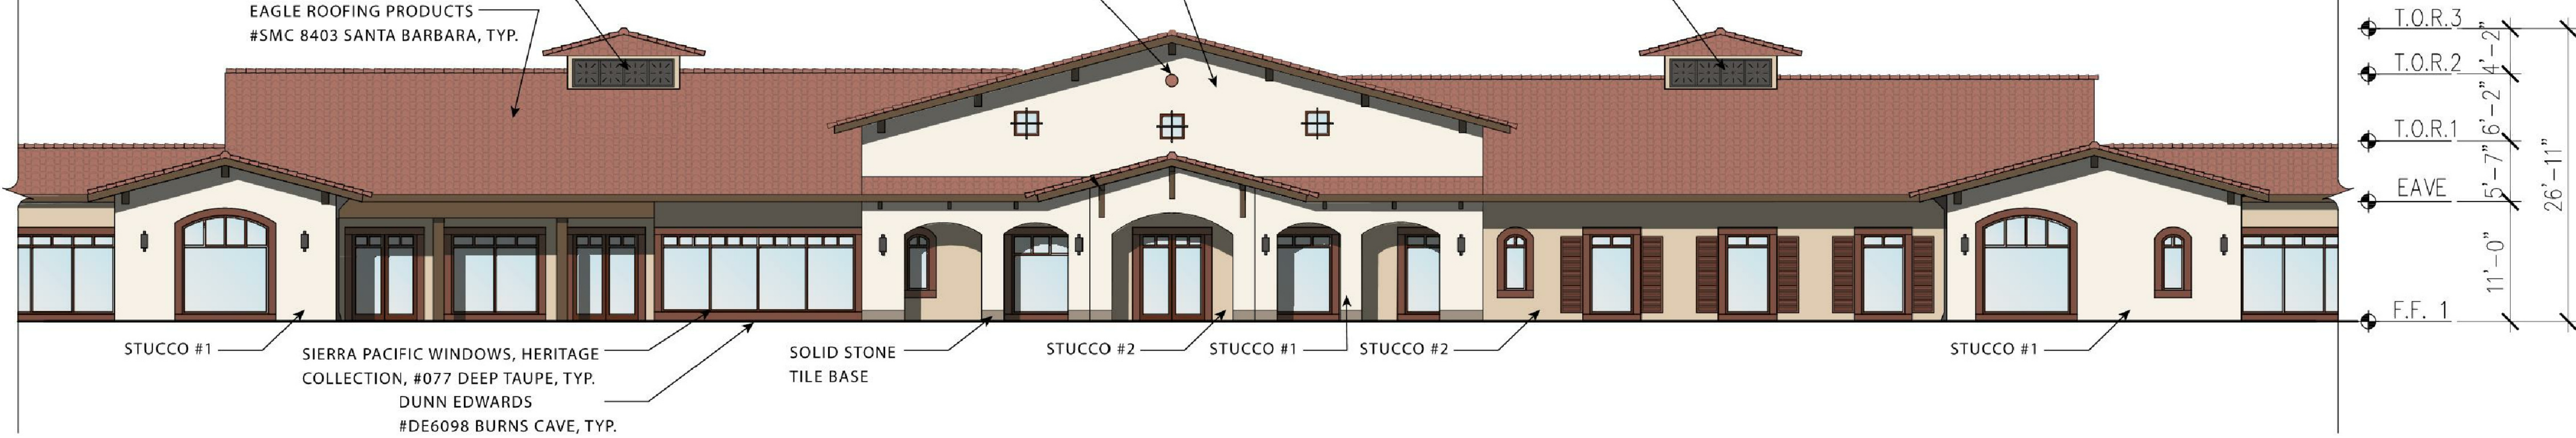 EAGLE ROOFING PRODUCTS
#SMC 8403 SANTA BARBARA, TYP.
T.O.R.3
4'-2"
T.O.R.2
6'-2"
T.O.R.1
5'-7"
EAVE
26'-11"
11'-0"
F.F. 1
STUCCO #1
SIERRA PACIFIC WINDOWS, HERITAGE
COLLECTION, #077 DEEP TAUPE, TYP.
DUNN EDWARDS
#DE6098 BURNS CAVE, TYP.
SOLID STONE
TILE BASE
STUCCO #2
STUCCO #1
STUCCO #2
STUCCO #1